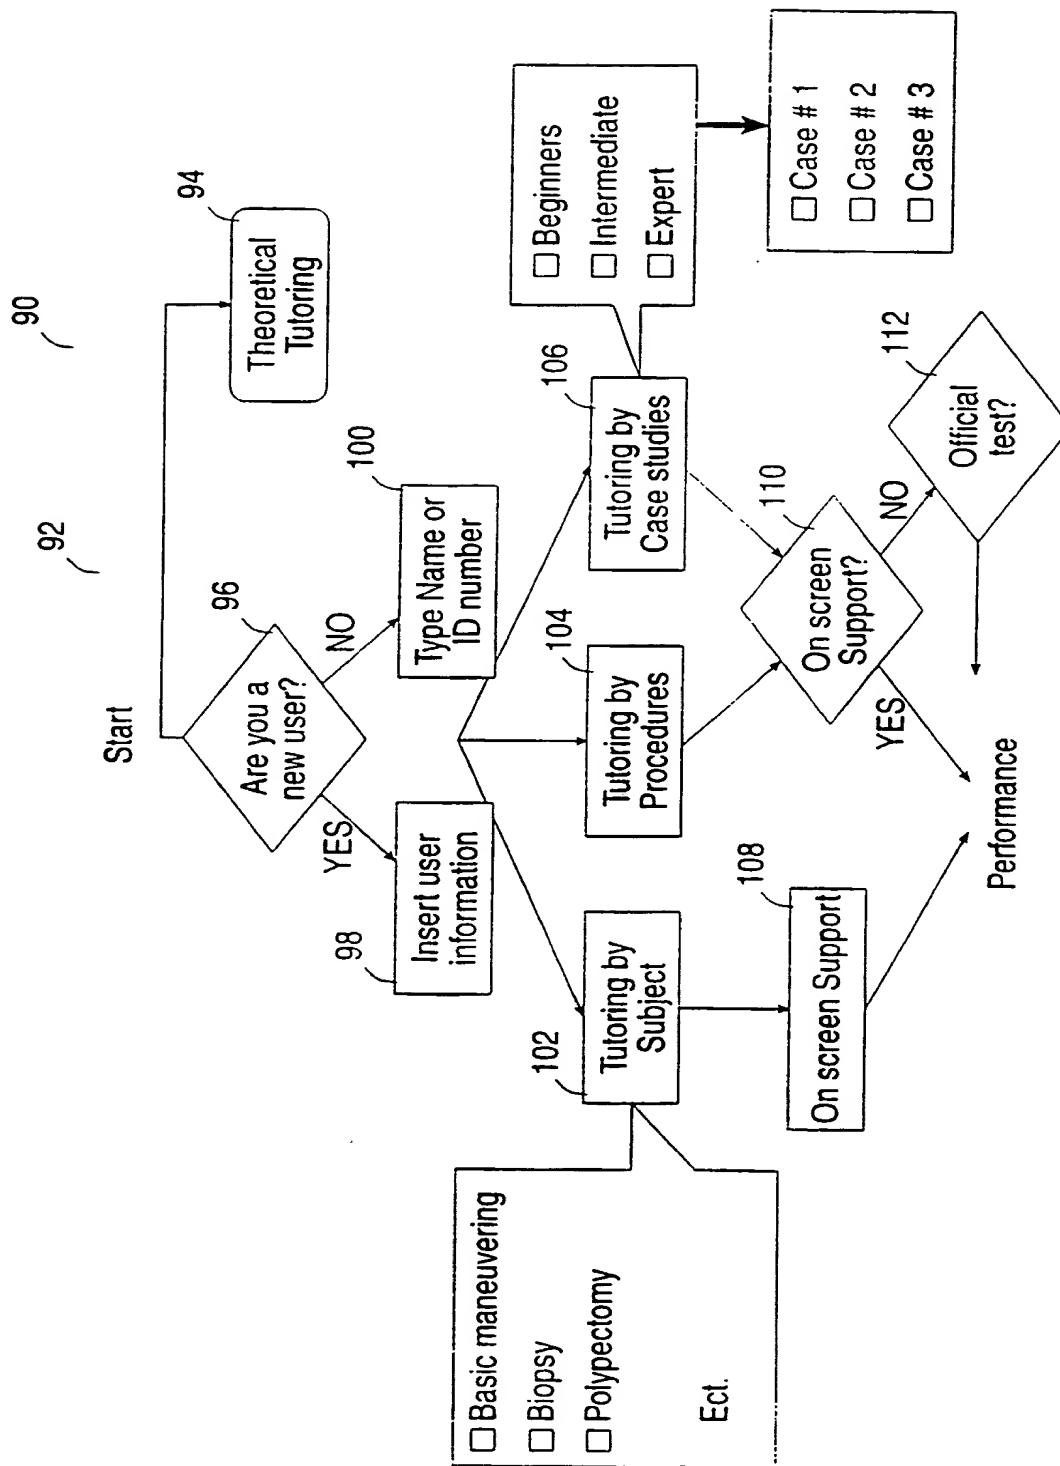 90
92
Start
94
Theoretical
Tutoring
96
Are you a
new user?
YES
NO
98
Insert user
information
100
Type Name or
ID number
102
Tutoring by
Subject
104
Tutoring by
Procedures
106
Tutoring by
Case studies
☐ Basic maneuvering
☐ Biopsy
☐ Polypectomy
Ect.
☐ Beginners
☐ Intermediate
☐ Expert
☐ Case # 1
☐ Case # 2
☐ Case # 3
108
On screen Support
110
On screen
Support?
YES
NO
112
Official
test?
Performance